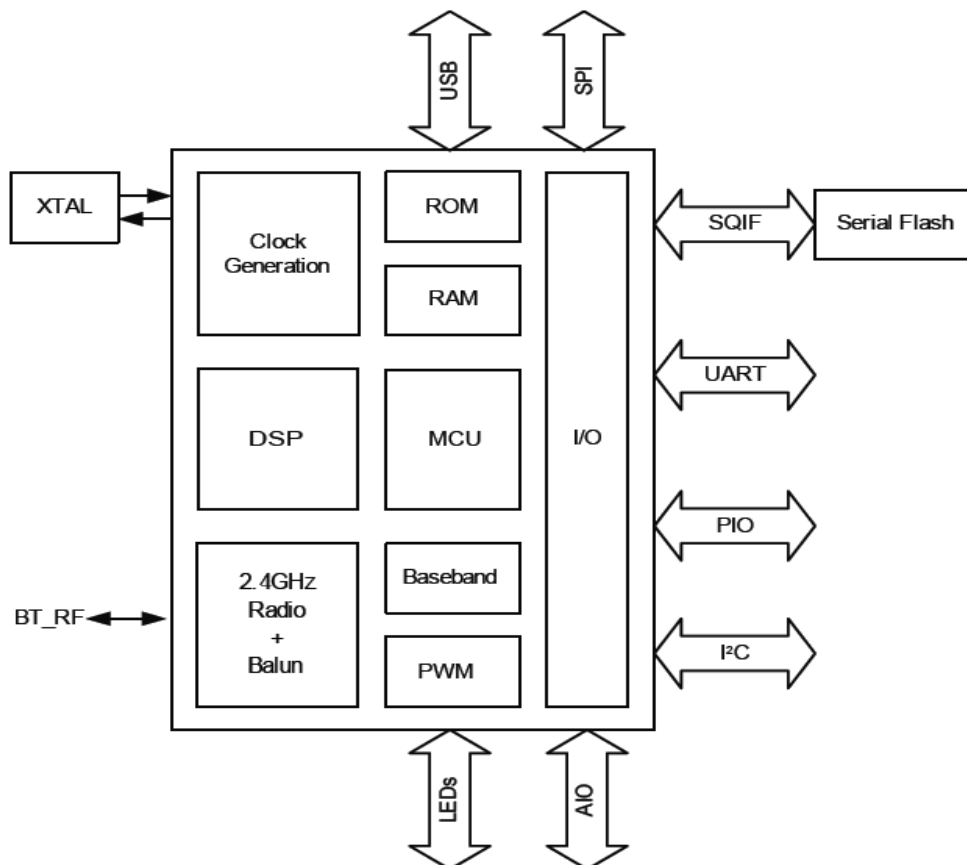 USB
SPI
XTAL
Clock
Generation
ROM
RAM
SQIF
Serial Flash
UART
DSP
MCU
I/O
PIO
2.4GHz
Radio
+
Balun
Baseband
PWM
BT_RF
I²C
LEDs
AIO